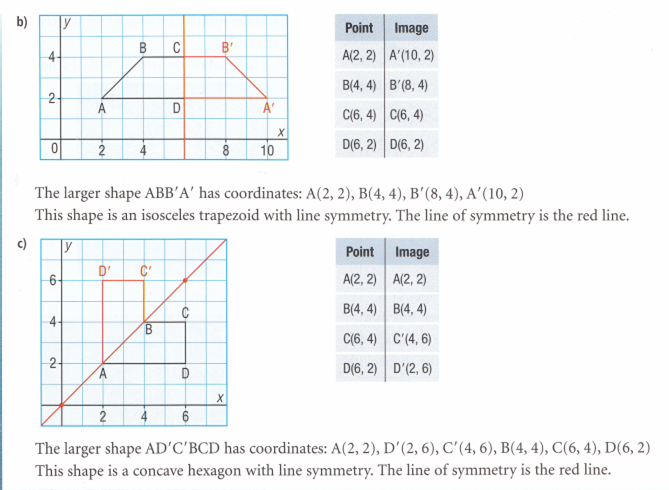 b)
y
B C B′
4
2
A D A′
x
0 2 4 8 10
Point Image
A(2, 2) A′(10, 2)
B(4, 4) B′(8, 4)
C(6, 4) C(6, 4)
D(6, 2) D(6, 2)
The larger shape ABB′A′ has coordinates: A(2, 2), B(4, 4), B′(8, 4), A′(10, 2)
This shape is an isosceles trapezoid with line symmetry. The line of symmetry is the red line.
c)
y
D′ C′
6
C
4
B
2
A D
x
2 4 6
Point Image
A(2, 2) A(2, 2)
B(4, 4) B(4, 4)
C(6, 4) C′(4, 6)
D(6, 2) D′(2, 6)
The larger shape AD′C′BCD has coordinates: A(2, 2), D′(2, 6), C′(4, 6), B(4, 4), C(6, 4), D(6, 2)
This shape is a concave hexagon with line symmetry. The line of symmetry is the red line.